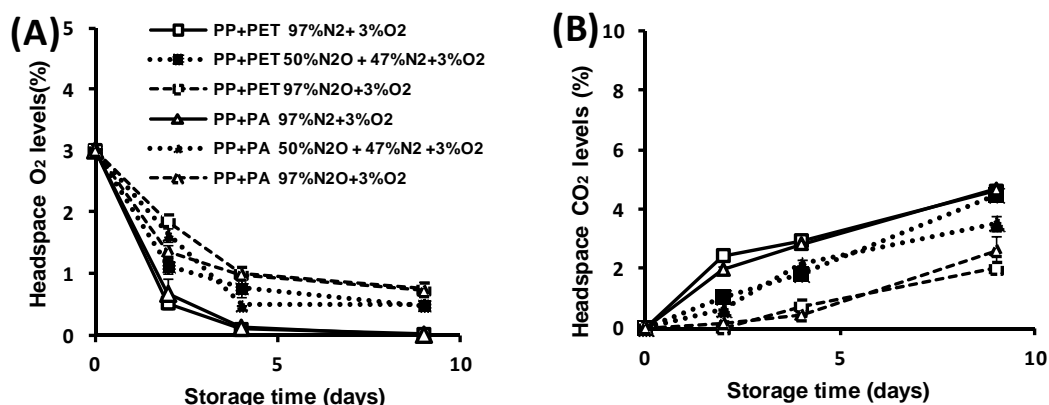 (A)
Headspace O2 levels(%)
5
4
3
2
1
0
PP+PET 97%N2+3%O2
PP+PET 50%N2O + 47%N2+3%O2
PP+PET 97%N2O+3%O2
PP+PA 97%N2+3%O2
PP+PA 50%N2O + 47%N2 +3%O2
PP+PA 97%N2O+3%O2
0 5 10
Storage time (days)
(B)
Headspace CO2 levels (%)
10
8
6
4
2
0
0 5 10
Storage time (days)